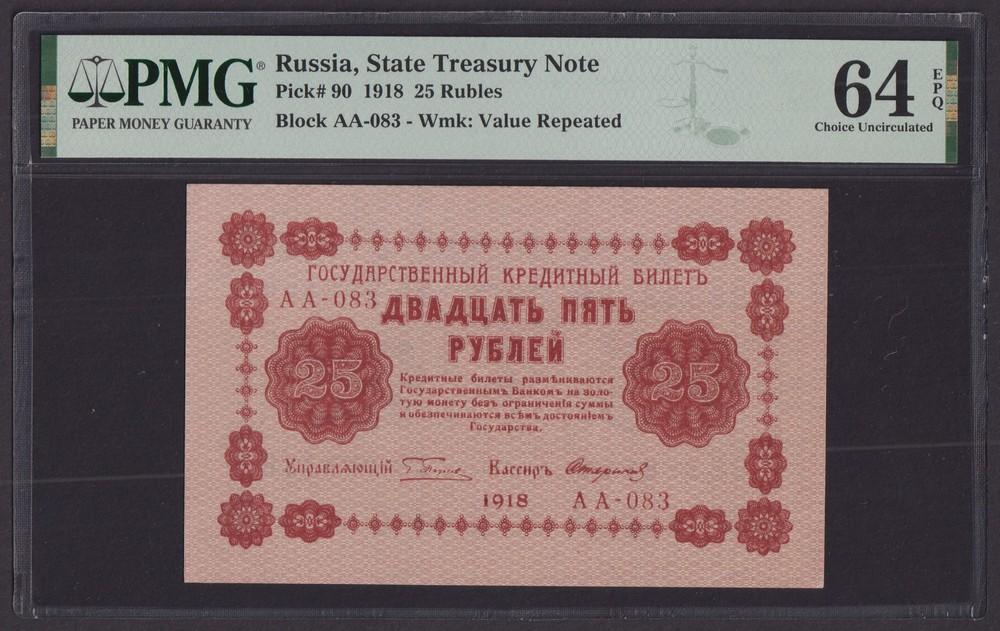 PMG®
PAPER MONEY GUARANTY
Russia, State Treasury Note
Pick# 90 1918 25 Rubles
Block AA-083 - Wmk: Value Repeated
64 EPQ
Choice Uncirculated
ГОСУДАРСТВЕННЫЙ КРЕДИТНЫЙ БИЛЕТЪ
АА-083
ДВАДЦАТЬ ПЯТЬ
РУБЛЕЙ
25
25
Кредитные билеты размѣниваются
Государственнымъ Банкомъ на золо-
тую монету безъ ограниченія суммы
и обезпечиваются всѣмъ достояніемъ
Государства.
Управляющій
Кассиръ
1918 АА-083